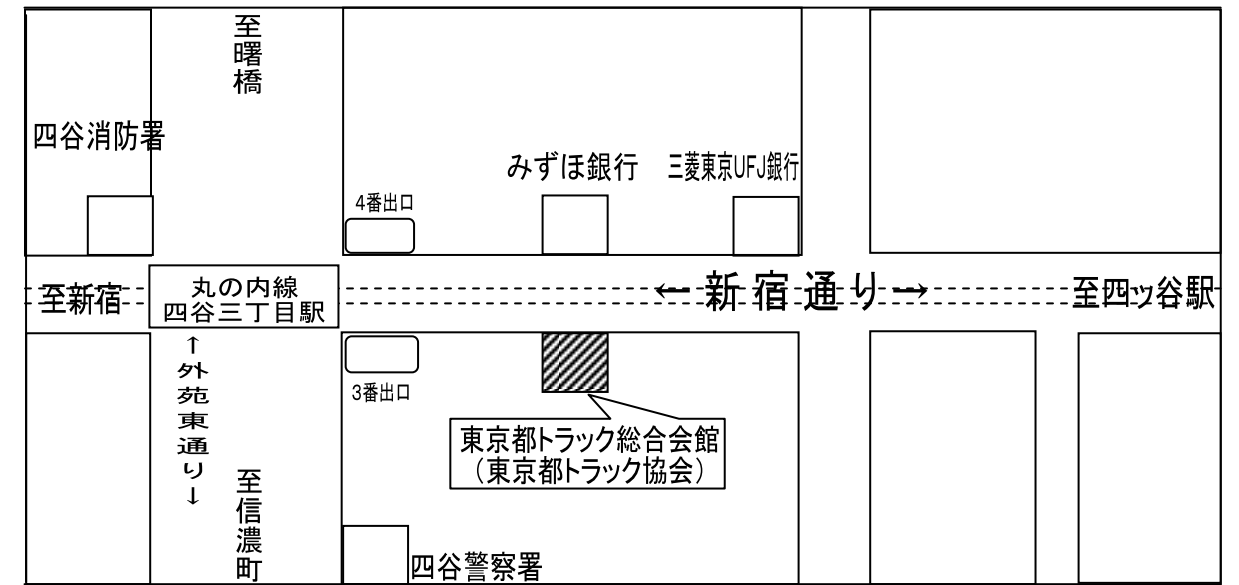 至曙橋
四谷消防署
みずほ銀行
三菱東京UFJ銀行
4番出口
至新宿
丸の内線
四谷三丁目駅
←新宿通り→
至四ッ谷駅
↑外苑東通り↓
3番出口
東京都トラック総合会館
（東京都トラック協会）
至信濃町
四谷警察署